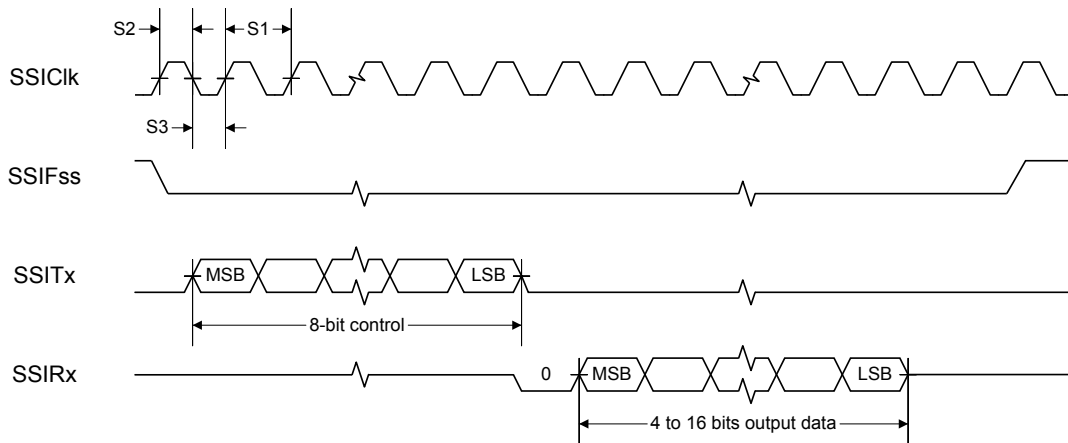 S2
S1
SSIClk
S3
SSIFss
SSITx
MSB
LSB
8-bit control
SSIRx
0
MSB
LSB
4 to 16 bits output data